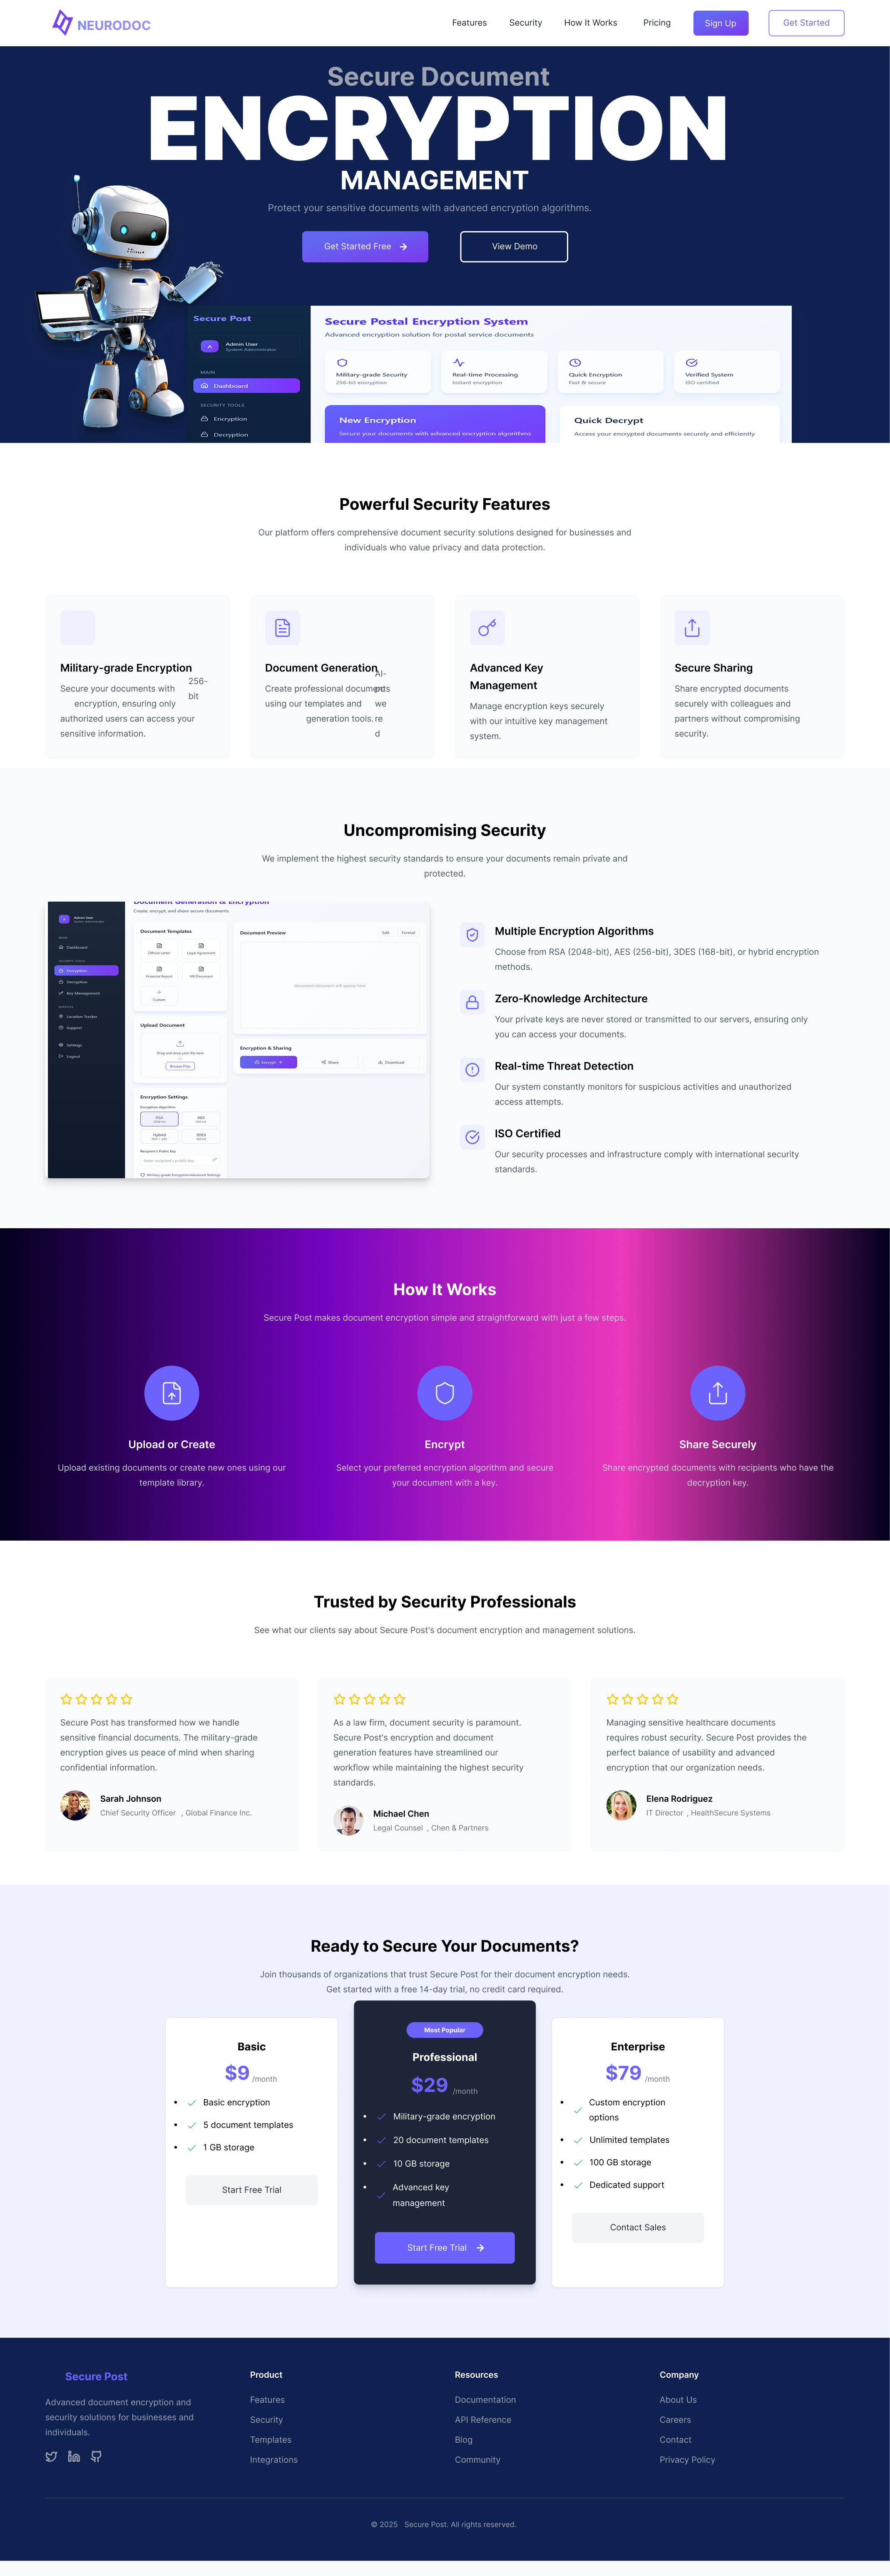 NEURODOC
Features
Security
How It Works
Pricing
Sign Up
Get Started
Secure Document
ENCRYPTION
MANAGEMENT
Protect your sensitive documents with advanced encryption algorithms.
Get Started Free
View Demo
Secure Post
A
Admin User
System Administrator
MAIN
Dashboard
SECURITY TOOLS
Encryption
Decryption
Secure Postal Encryption System
Advanced encryption solution for postal service documents
Military-grade Security
256-bit encryption
Real-time Processing
Instant encryption
Quick Encryption
Fast & secure
Verified System
ISO certified
New Encryption
Secure your documents with advanced encryption algorithms
Quick Decrypt
Access your encrypted documents securely and efficiently
Powerful Security Features
Our platform offers comprehensive document security solutions designed for businesses and
individuals who value privacy and data protection.
Military-grade Encryption
Secure your documents with
256-
bit
encryption, ensuring only
authorized users can access your
sensitive information.
Document Generation
Create professional documents
using our templates and
generation tools.
AI-
we
re
d
Advanced Key
Management
Manage encryption keys securely
with our intuitive key management
system.
Secure Sharing
Share encrypted documents
securely with colleagues and
partners without compromising
security.
Uncompromising Security
We implement the highest security standards to ensure your documents remain private and
protected.
A
Admin User
System Administrator
MAIN
Dashboard
SECURITY TOOLS
Encryption
Decryption
Key Management
Location Tracker
Support
Settings
Logout
Document Generation & Encryption
Create, encrypt, and share secure documents
Document Templates
Official Letter
Legal Agreement
Financial Report
HR Document
Custom
Upload Document
Drag and drop your file here
or
Browse Files
Encryption Settings
Encryption Algorithm
RSA
AES
Hybrid
3DES
Recipient's Public Key
Enter recipient's public key
Military-grade Encryption
Advanced Settings
Document Preview
Edit
Format
Generated document will appear here
Encryption & Sharing
Encrypt
Share
Download
Multiple Encryption Algorithms
Choose from RSA (2048-bit), AES (256-bit), 3DES (168-bit), or hybrid encryption
methods.
Zero-Knowledge Architecture
Your private keys are never stored or transmitted to our servers, ensuring only
you can access your documents.
Real-time Threat Detection
Our system constantly monitors for suspicious activities and unauthorized
access attempts.
ISO Certified
Our security processes and infrastructure comply with international security
standards.
How It Works
Secure Post makes document encryption simple and straightforward with just a few steps.
Upload or Create
Upload existing documents or create new ones using our
template library.
Encrypt
Select your preferred encryption algorithm and secure
your document with a key.
Share Securely
Share encrypted documents with recipients who have the
decryption key.
Trusted by Security Professionals
See what our clients say about Secure Post's document encryption and management solutions.
Secure Post has transformed how we handle
sensitive financial documents. The military-grade
encryption gives us peace of mind when sharing
confidential information.
Sarah Johnson
Chief Security Officer , Global Finance Inc.
As a law firm, document security is paramount.
Secure Post's encryption and document
generation features have streamlined our
workflow while maintaining the highest security
standards.
Michael Chen
Legal Counsel , Chen & Partners
Managing sensitive healthcare documents
requires robust security. Secure Post provides the
perfect balance of usability and advanced
encryption that our organization needs.
Elena Rodriguez
IT Director , HealthSecure Systems
Ready to Secure Your Documents?
Join thousands of organizations that trust Secure Post for their document encryption needs.
Get started with a free 14-day trial, no credit card required.
Basic
$9 /month
• Basic encryption
• 5 document templates
• 1 GB storage
Start Free Trial
Most Popular
Professional
$29 /month
• Military-grade encryption
• 20 document templates
• 10 GB storage
• Advanced key
management
Start Free Trial
Enterprise
$79 /month
• Custom encryption
options
• Unlimited templates
• 100 GB storage
• Dedicated support
Contact Sales
Secure Post
Advanced document encryption and
security solutions for businesses and
individuals.
Product
Features
Security
Templates
Integrations
Resources
Documentation
API Reference
Blog
Community
Company
About Us
Careers
Contact
Privacy Policy
© 2025 Secure Post. All rights reserved.